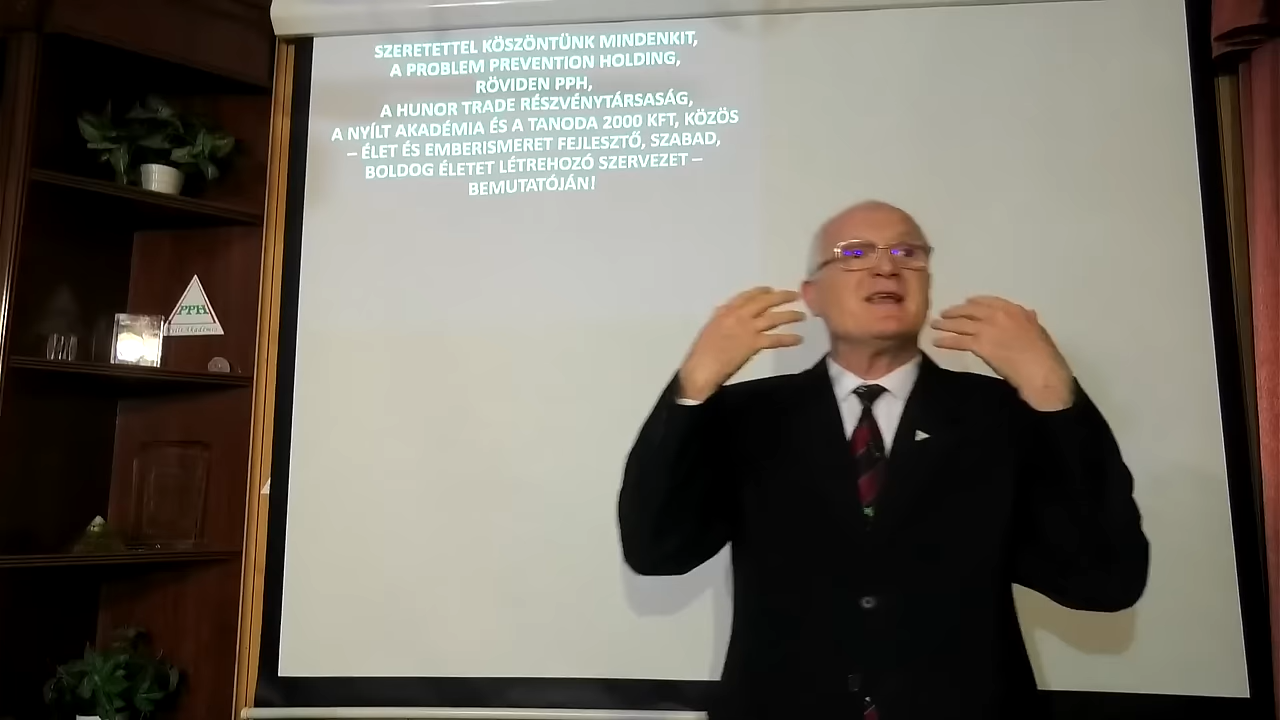 SZERETETTEL KÖSZÖNTÜNK MINDENKIT,
A PROBLEM PREVENTION HOLDING,
RÖVIDEN PPH,
A HUNOR TRADE RÉSZVÉNYTÁRSASÁG,
A NYÍLT AKADÉMIA ÉS A TANODA 2000 KFT, KÖZÖS
– ÉLET ÉS EMBERISMERET FEJLESZTŐ, SZABAD,
BOLDOG ÉLETET LÉTREHOZÓ SZERVEZET –
BEMUTATÓJÁN!
PPH